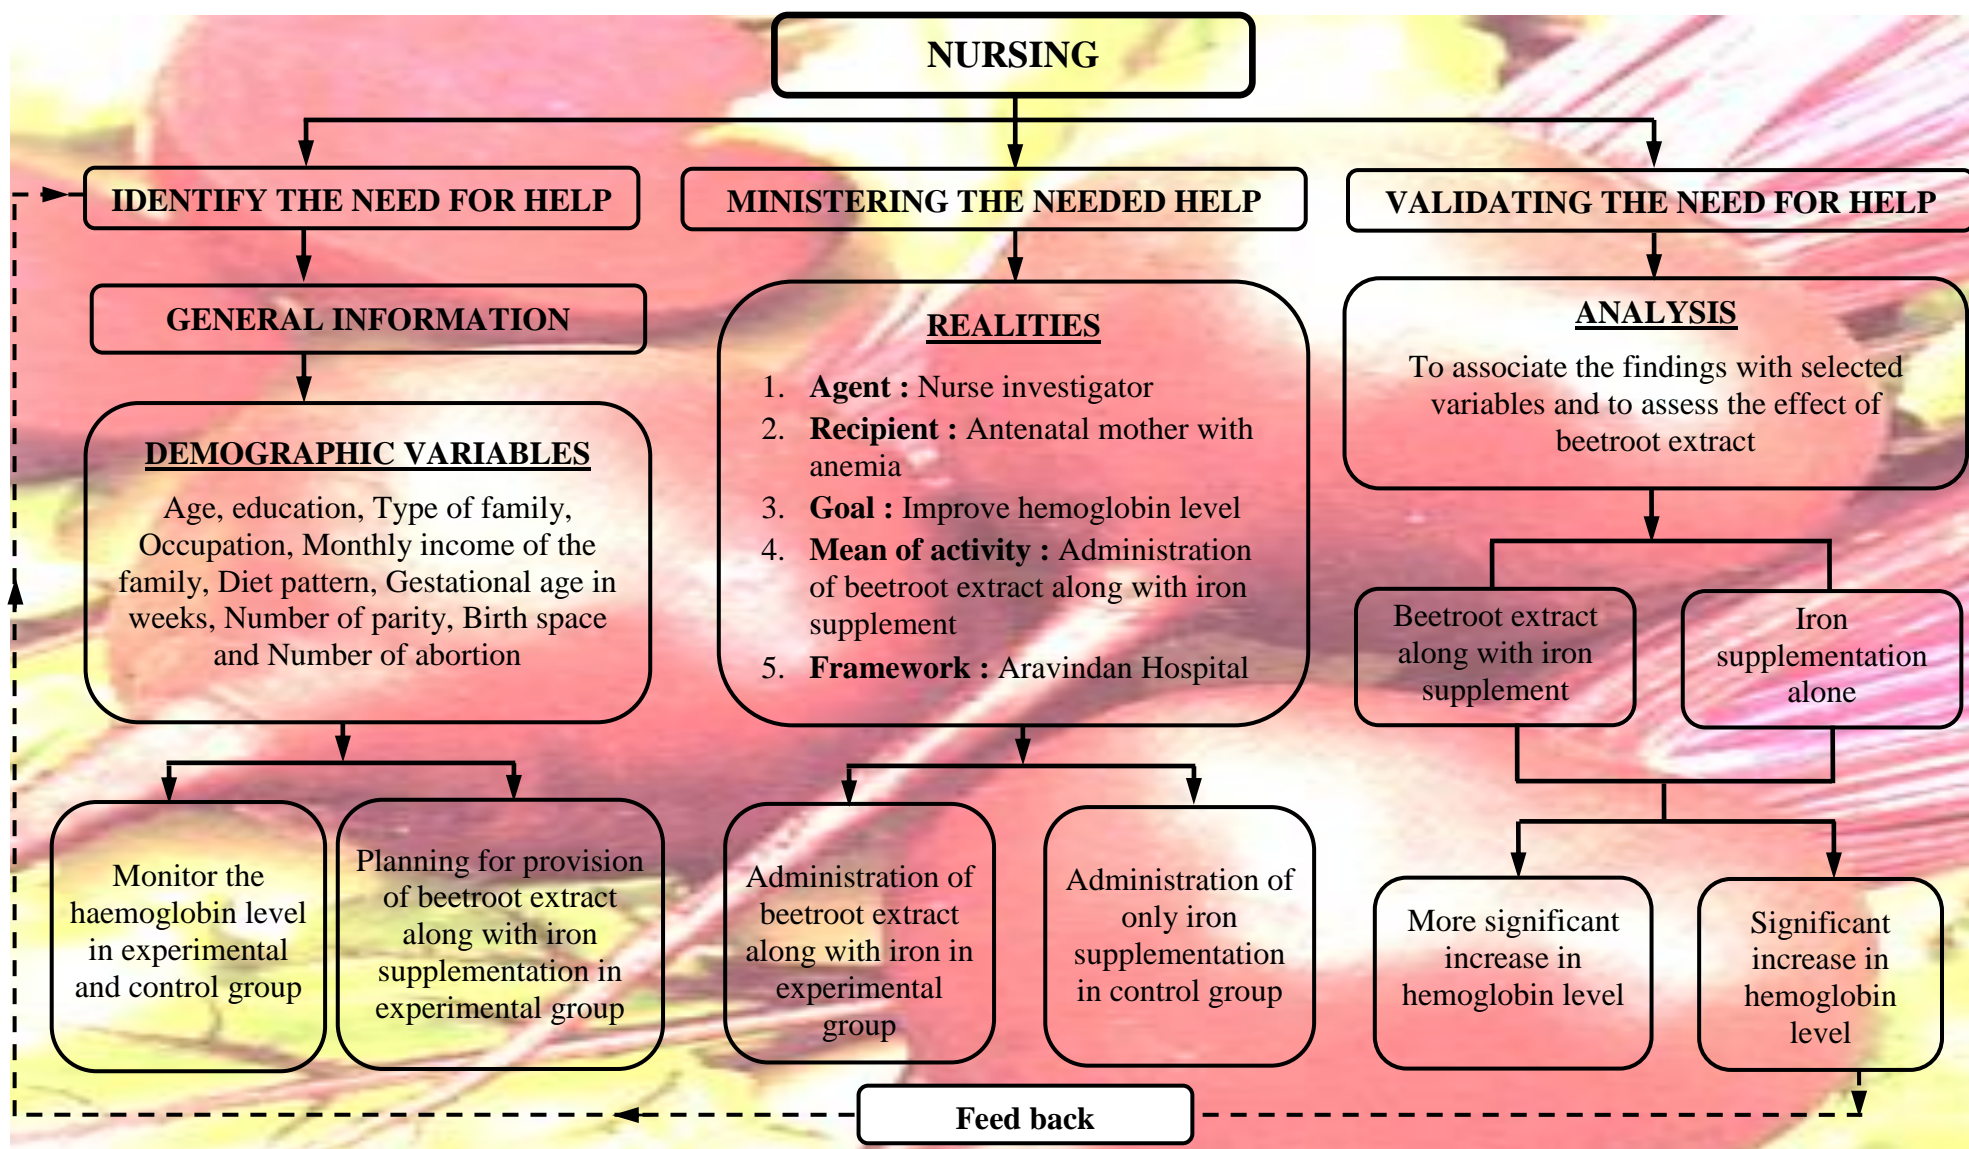 NURSING
IDENTIFY THE NEED FOR HELP
GENERAL INFORMATION
DEMOGRAPHIC VARIABLES
Age, education, Type of family,
Occupation, Monthly income of the
family, Diet pattern, Gestational age in
weeks, Number of parity, Birth space
and Number of abortion
Monitor the
haemoglobin level
in experimental
and control group
Planning for provision
of beetroot extract
along with iron
supplementation in
experimental group
MINISTERING THE NEEDED HELP
REALITIES
1. Agent : Nurse investigator
2. Recipient : Antenatal mother with
anemia
3. Goal : Improve hemoglobin level
4. Mean of activity : Administration
of beetroot extract along with iron
supplement
5. Framework : Aravindan Hospital
Administration of
beetroot extract
along with iron in
experimental
group
Administration of
only iron
supplementation
in control group
VALIDATING THE NEED FOR HELP
ANALYSIS
To associate the findings with selected
variables and to assess the effect of
beetroot extract
Beetroot extract
along with iron
supplement
Iron
supplementation
alone
More significant
increase in
hemoglobin level
Significant
increase in
hemoglobin
level
Feed back